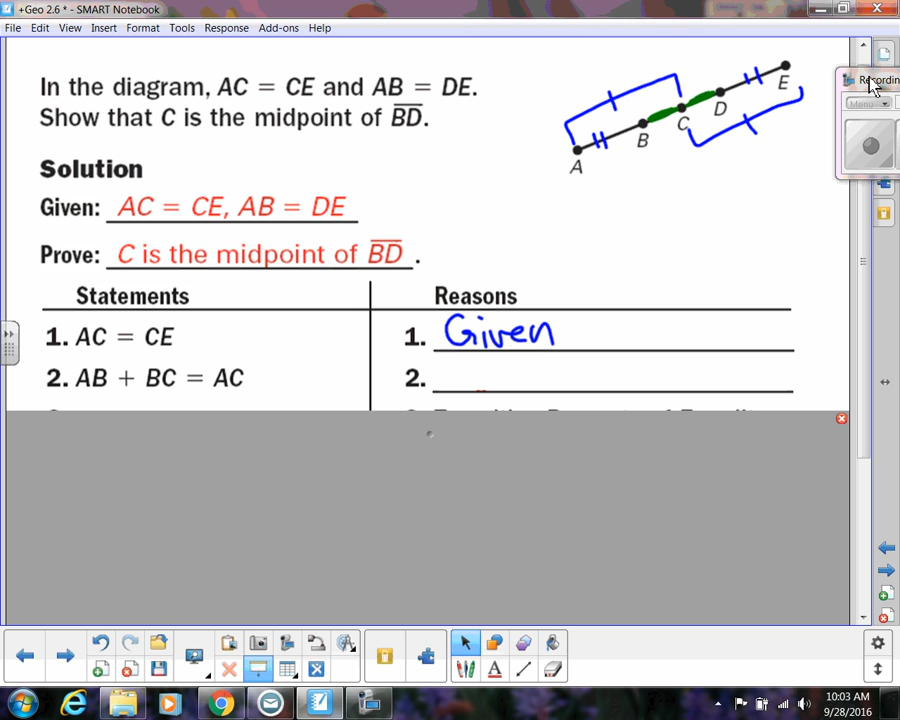 +Geo 2.6 * - SMART Notebook
File Edit View Insert Format Tools Response Add-ons Help
In the diagram, AC = CE and AB = DE.
Show that C is the midpoint of B̅D̅.
A B C D E
Recordin
Menu
Solution
Given: AC = CE, AB = DE
Prove: C is the midpoint of B̅D̅.
Statements Reasons
1. AC = CE 1. Given
2. AB + BC = AC 2.
10:03 AM
9/28/2016